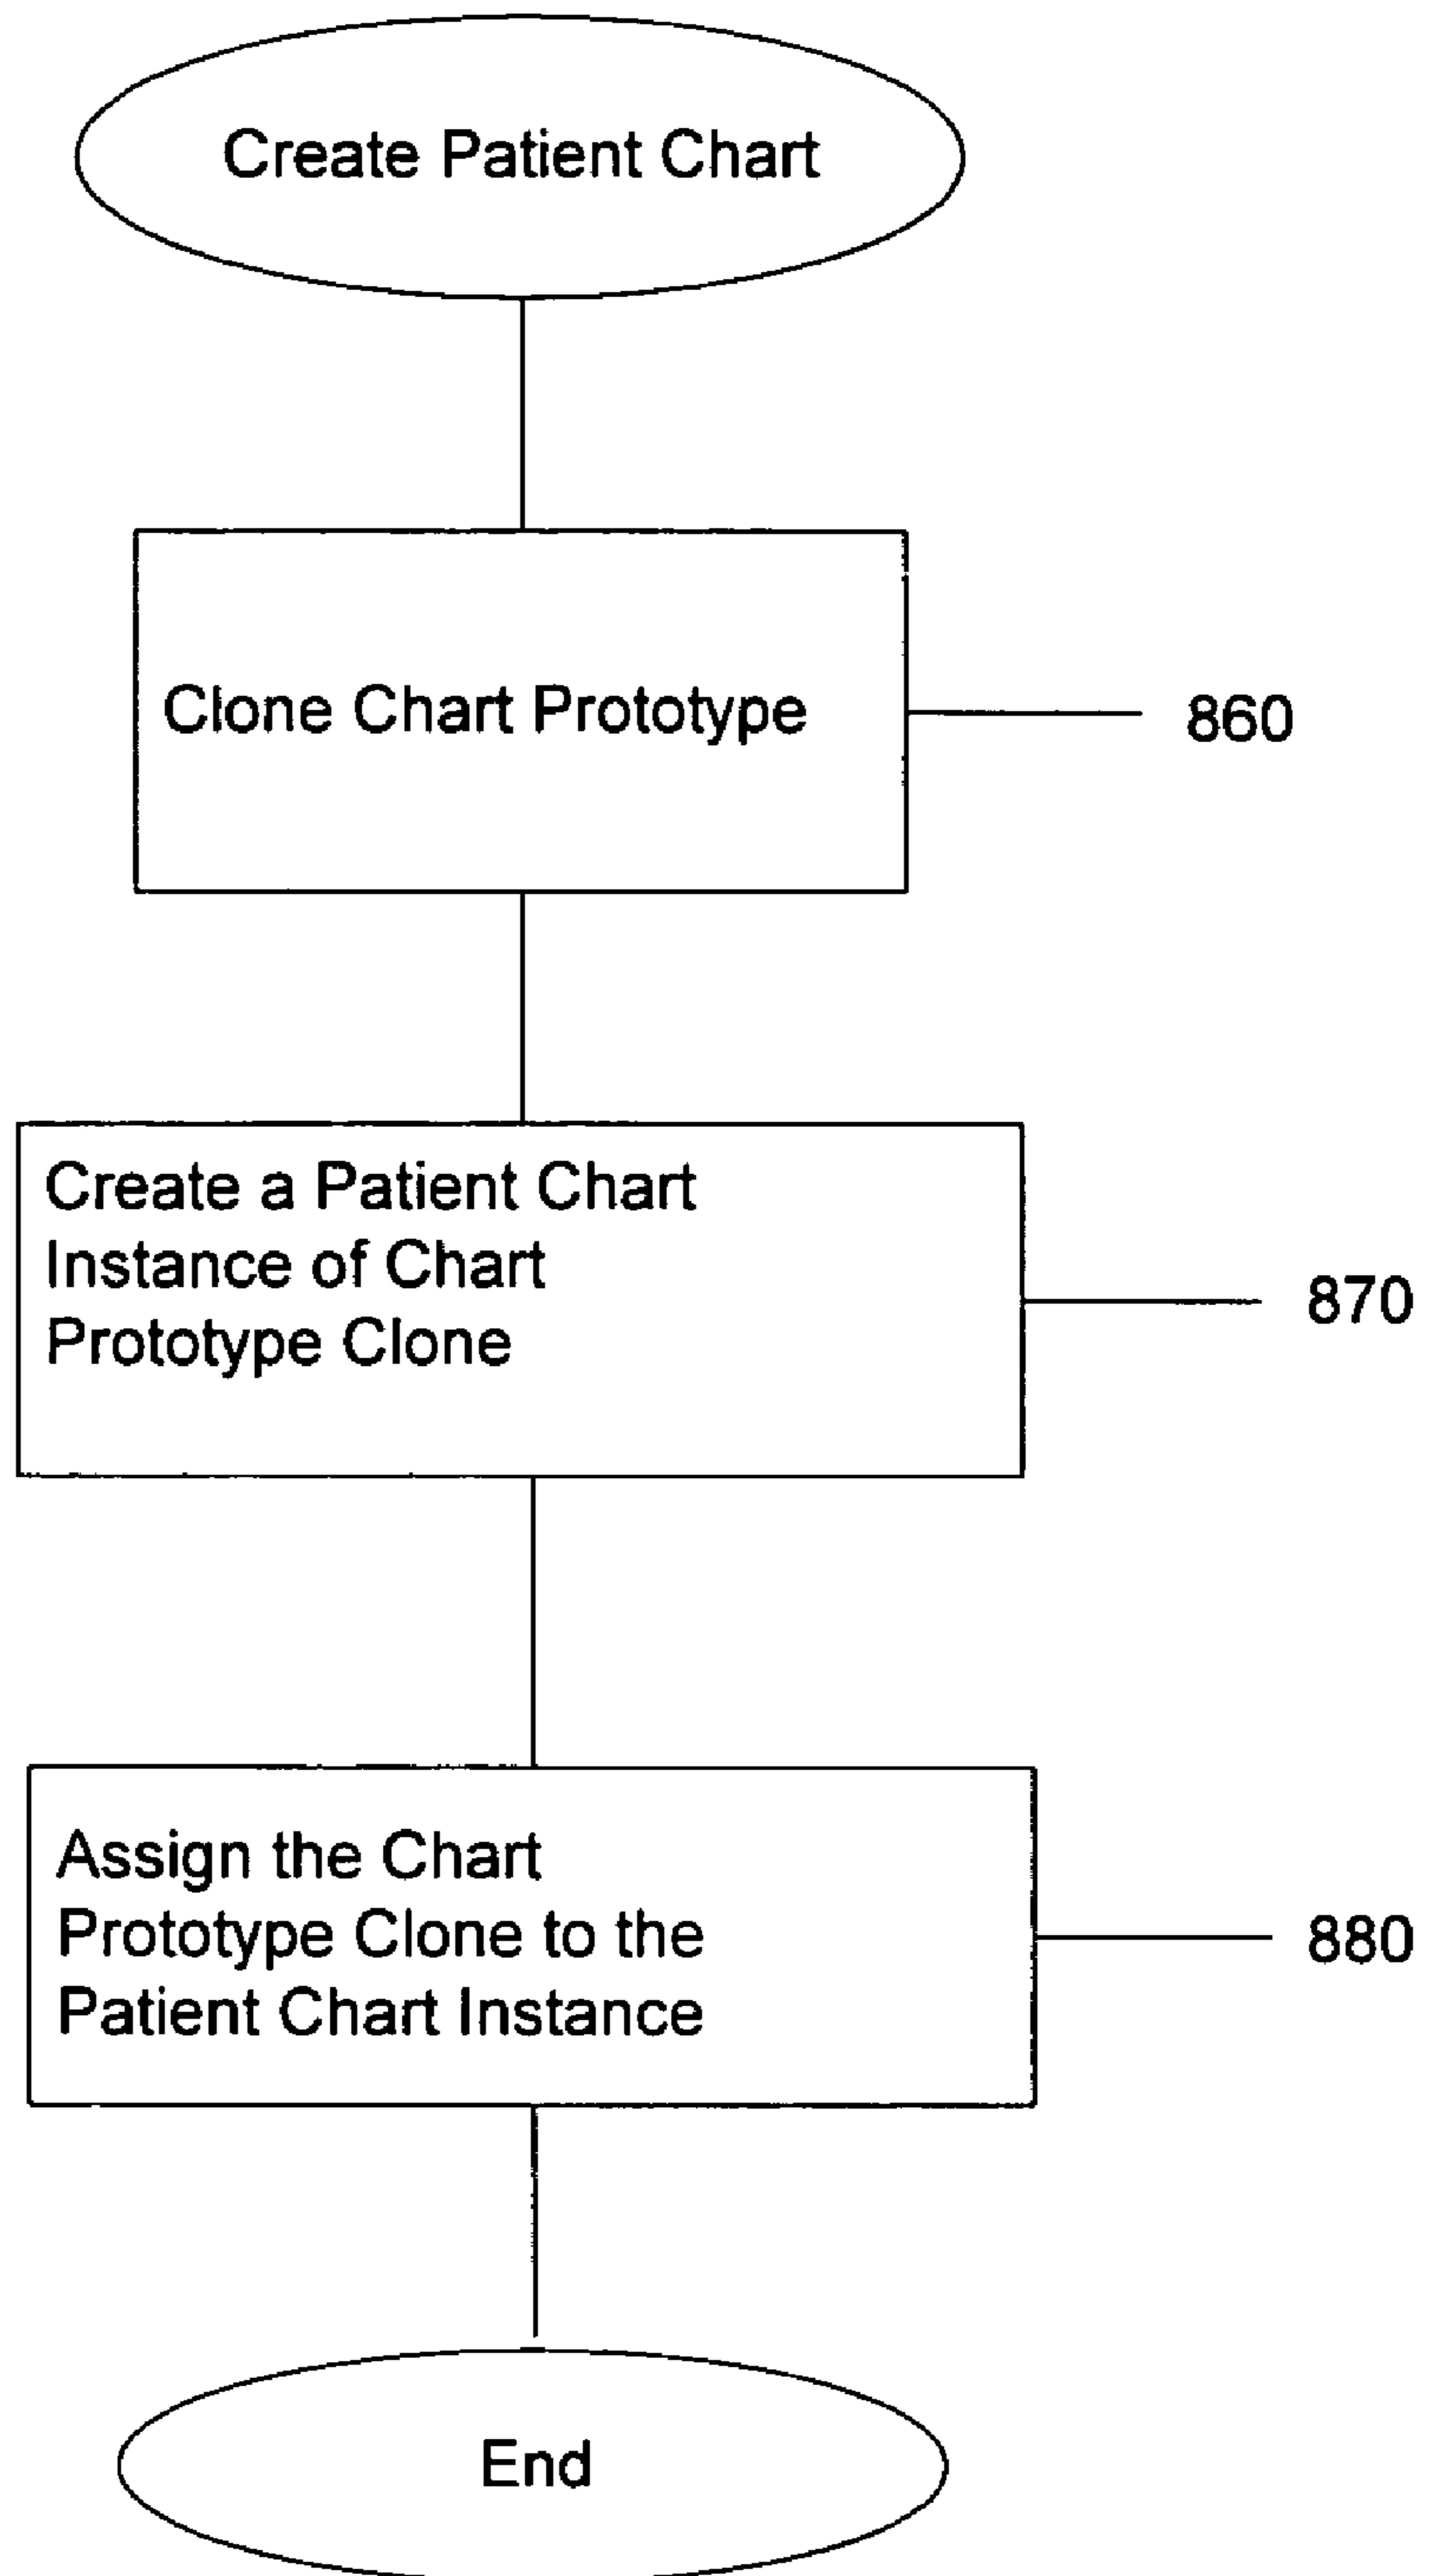 Create Patient Chart
Clone Chart Prototype
860
Create a Patient Chart
Instance of Chart
Prototype Clone
870
Assign the Chart
Prototype Clone to the
Patient Chart Instance
880
End